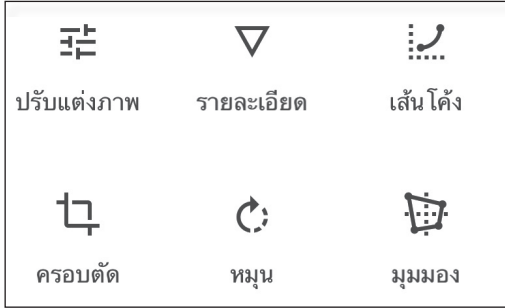 ปรับแต่งภาพ รายละเอียด เส้นโค้ง
ครอบตัด หมุน มุมมอง